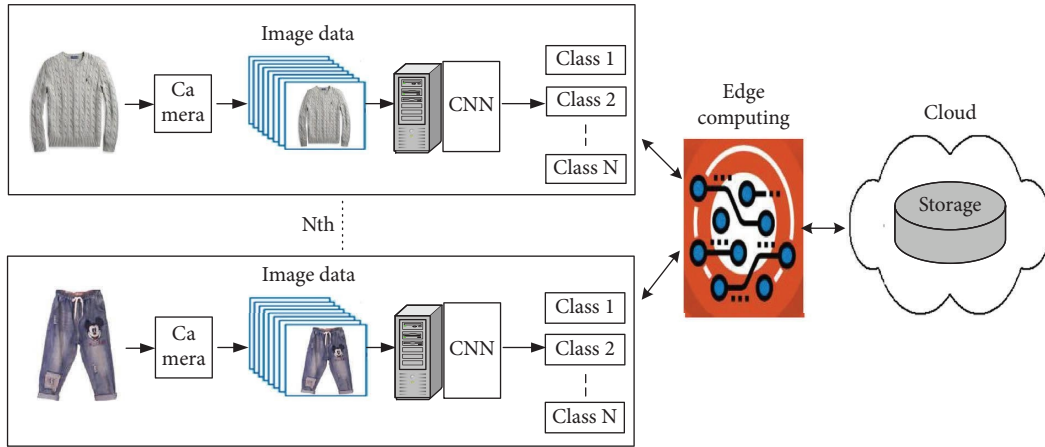 Image data
Ca
mera
CNN
Class 1
Class 2
Class N
Nth
Image data
Ca
mera
CNN
Class 1
Class 2
Class N
Edge
computing
Cloud
Storage